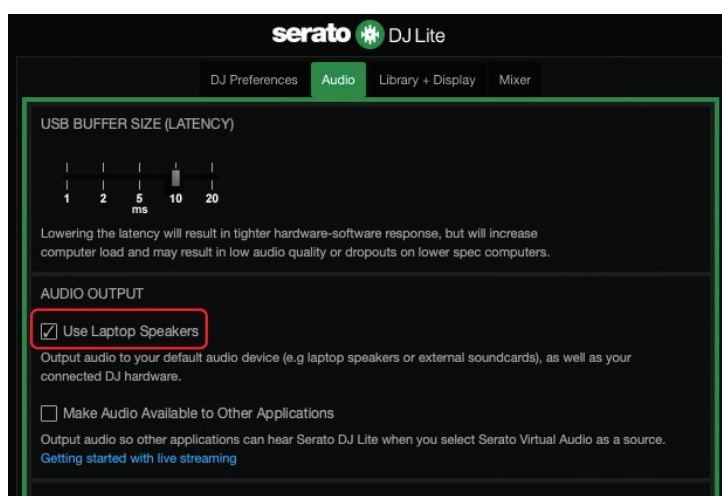 serato DJ Lite
DJ Preferences Audio Library + Display Mixer
USB BUFFER SIZE (LATENCY)
1 2 5 10 20
ms
Lowering the latency will result in tighter hardware-software response, but will increase
computer load and may result in low audio quality or dropouts on lower spec computers.
AUDIO OUTPUT
Use Laptop Speakers
Output audio to your default audio device (e.g laptop speakers or external soundcards), as well as your
connected DJ hardware.
Make Audio Available to Other Applications
Output audio so other applications can hear Serato DJ Lite when you select Serato Virtual Audio as a source.
Getting started with live streaming